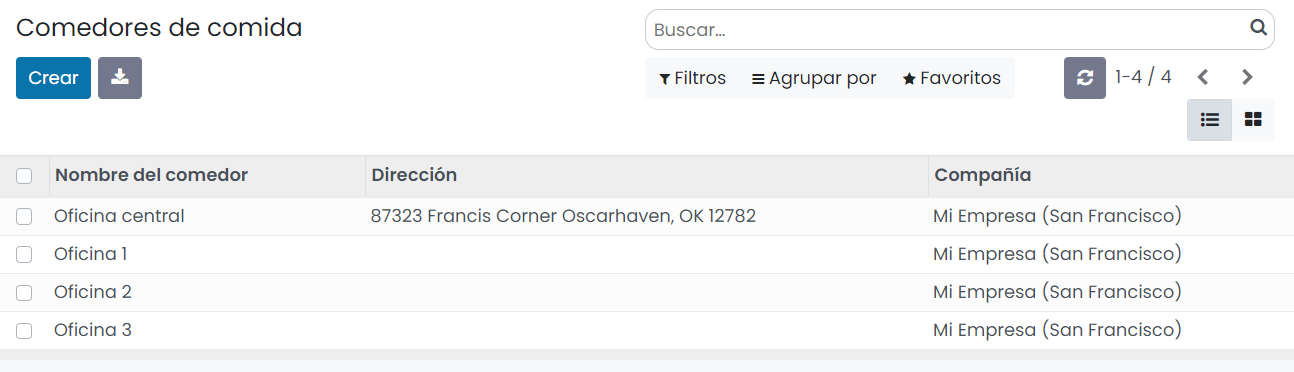 Comedores de comida
Buscar...
Crear
Filtros Agrupar por Favoritos 1-4 / 4
Nombre del comedor Dirección Compañía
Oficina central 87323 Francis Corner Oscarhaven, OK 12782 Mi Empresa (San Francisco)
Oficina 1 Mi Empresa (San Francisco)
Oficina 2 Mi Empresa (San Francisco)
Oficina 3 Mi Empresa (San Francisco)